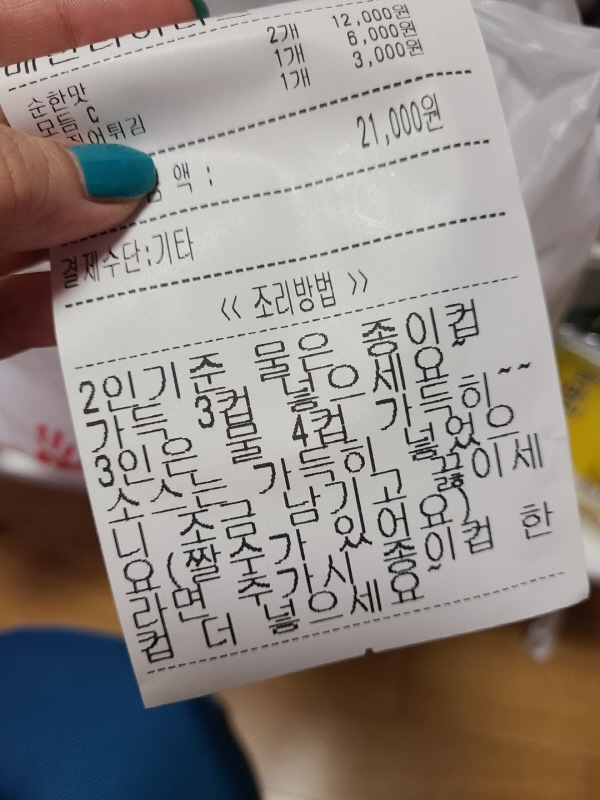 순한맛 2개 12,000원
모듬 C 1개 6,000원
어튀김 1개 3,000원
액 : 21,000원
결제수단:기타
<< 조리방법 >>
2인기준 물은 종이컵
가득 3컵 넣으세요~
3인은 물 4컵 가득히~~
소스는 가득히 넣었으
니 조금 남기고 끓이세
요(짤수가 있어요)
라면 추가시 종이컵 한
컵 더 넣으세요~